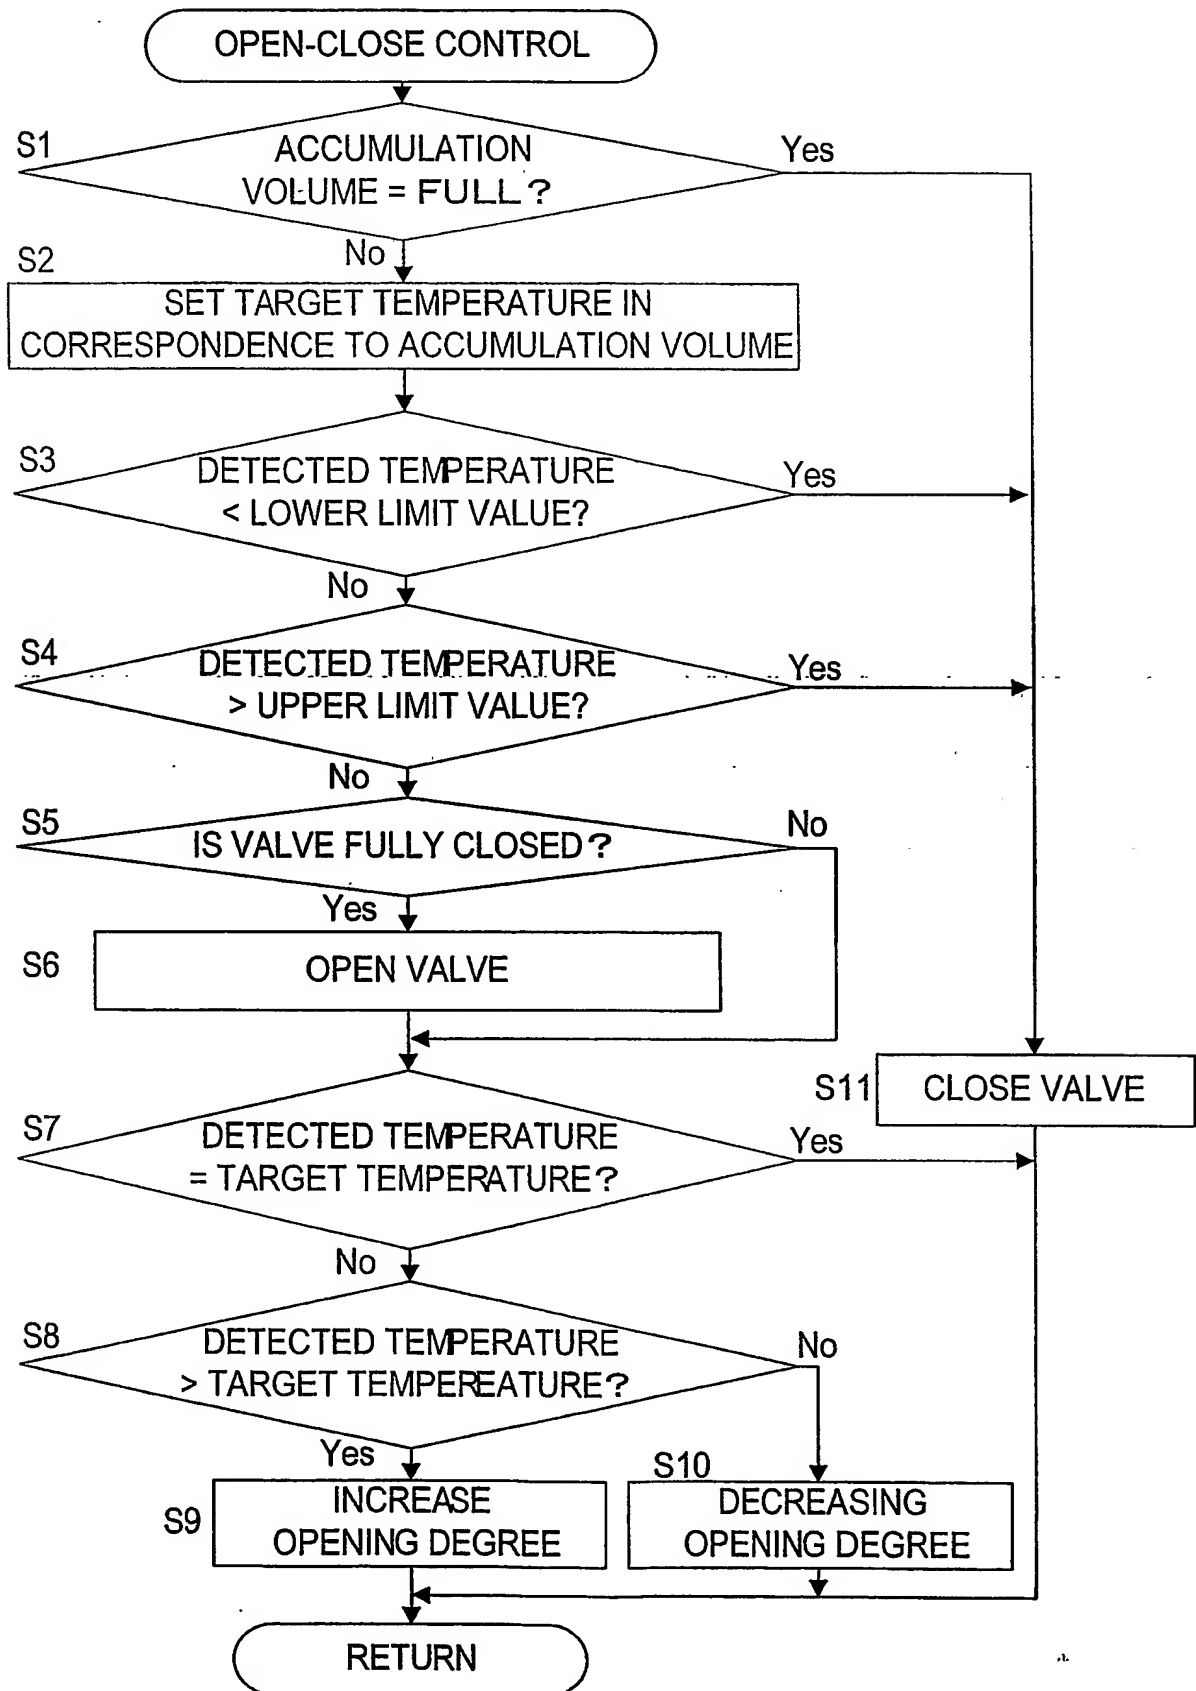 OPEN-CLOSE CONTROL
S1
ACCUMULATION
VOLUME = FULL?
Yes
No
S2
SET TARGET TEMPERATURE IN
CORRESPONDENCE TO ACCUMULATION VOLUME
S3
DETECTED TEMPERATURE
< LOWER LIMIT VALUE?
Yes
No
S4
DETECTED TEMPERATURE
> UPPER LIMIT VALUE?
Yes
No
S5
IS VALVE FULLY CLOSED?
No
Yes
S6
OPEN VALVE
S11
CLOSE VALVE
S7
DETECTED TEMPERATURE
= TARGET TEMPERATURE?
Yes
No
S8
DETECTED TEMPERATURE
> TARGET TEMPEREATURE?
No
Yes
S9
INCREASE
OPENING DEGREE
S10
DECREASING
OPENING DEGREE
RETURN